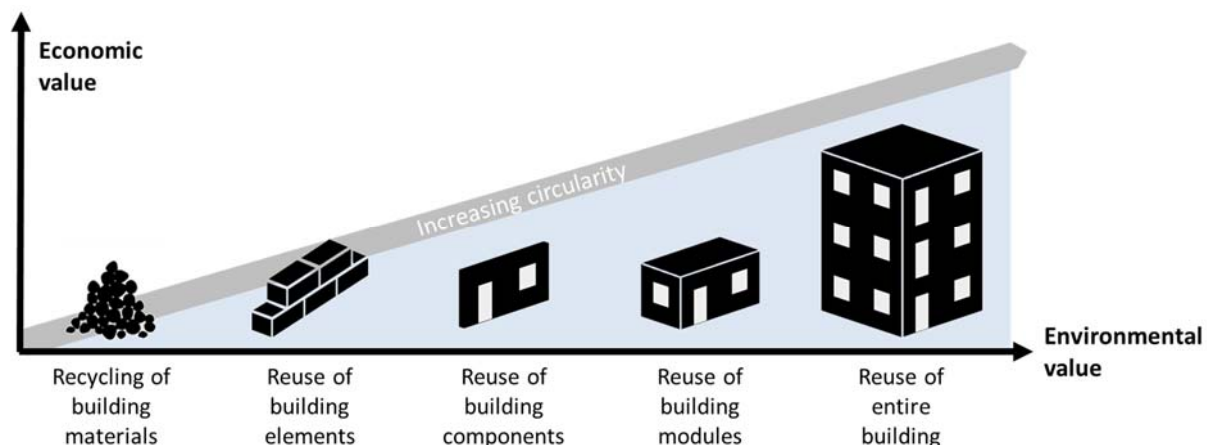 Economic
value
Increasing circularity
Environmental
value
Recycling of
building
materials
Reuse of
building
elements
Reuse of
building
components
Reuse of
building
modules
Reuse of
entire
building